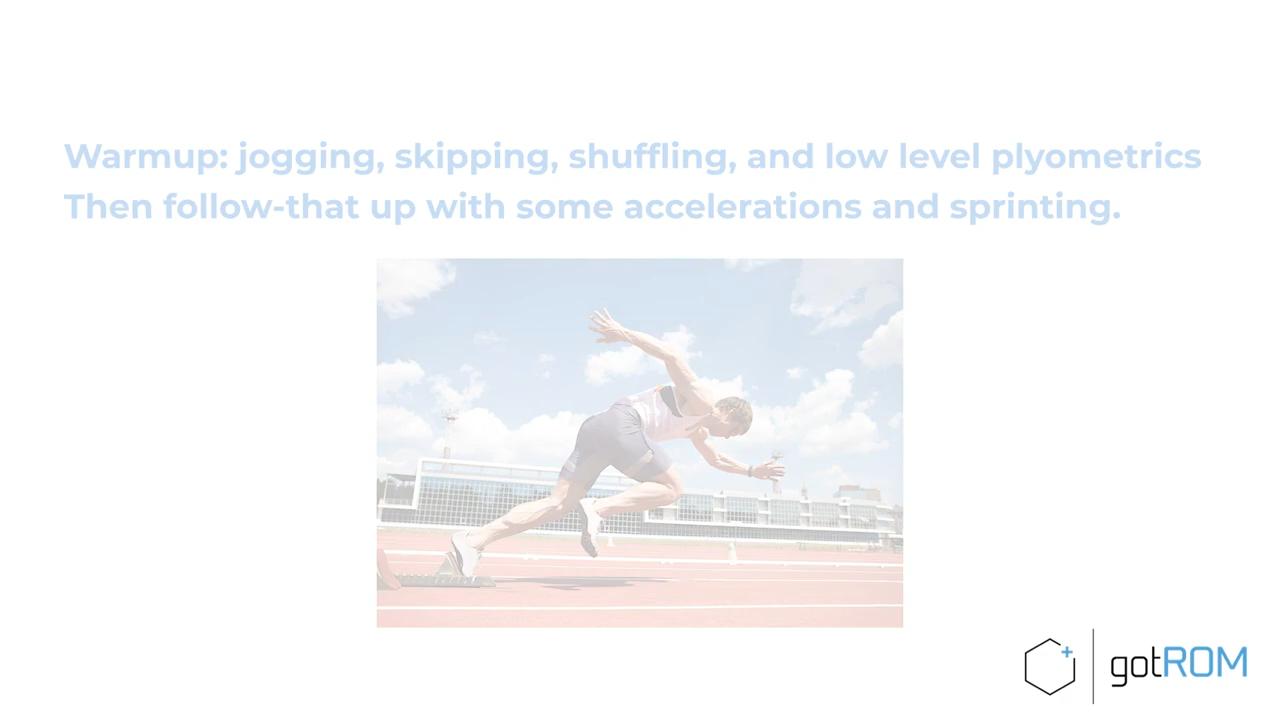 Warmup: jogging, skipping, shuffling, and low level plyometrics
Then follow-that up with some accelerations and sprinting.
gotROM